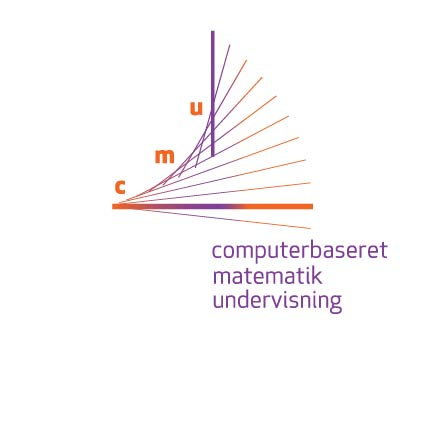 u
m
c
computerbaseret
matematik
undervisning